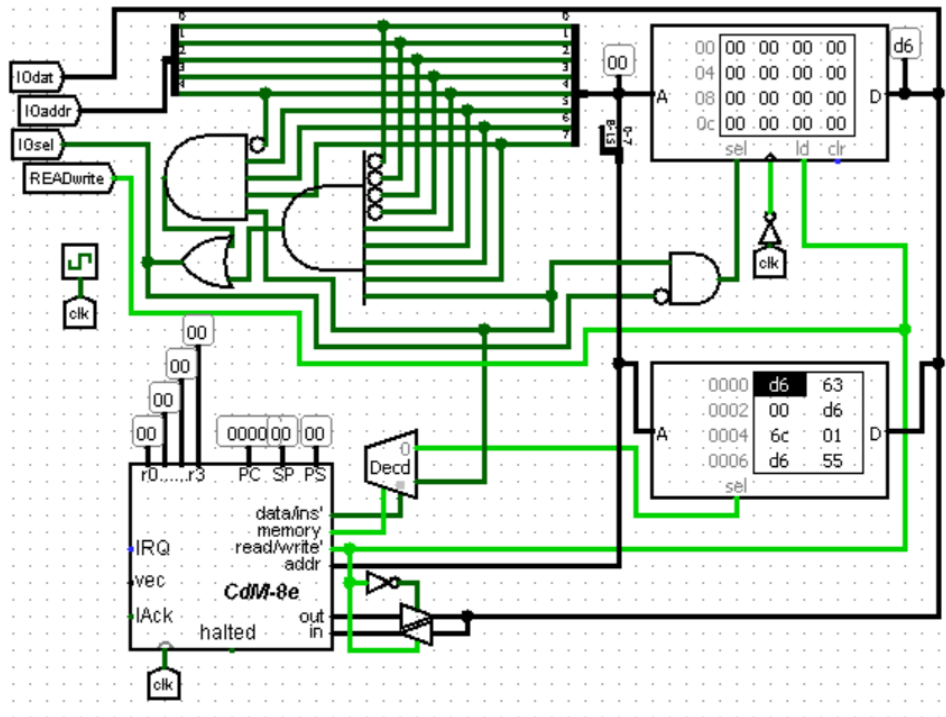 IOdat
IOaddr
IOsel
READwrite
0
1
2
3
4
0
1
2
3
4
5
6
7
00
d6
00 00 00 00 00
04 00 00 00 00
08 00 00 00 00
0c 00 00 00 00
A
D
sel
ld
clr
clk
clk
00
00
00
00
0000
00
00
r0......r3
PC
SP
PS
0
Decd
0000 d6 63
0002 00 d6
0004 6c 01
0006 d6 55
A
D
sel
data/ins'
memory
read/write'
addr
IRQ
vec
IAck
CdM-8e
halted
out
in
clk